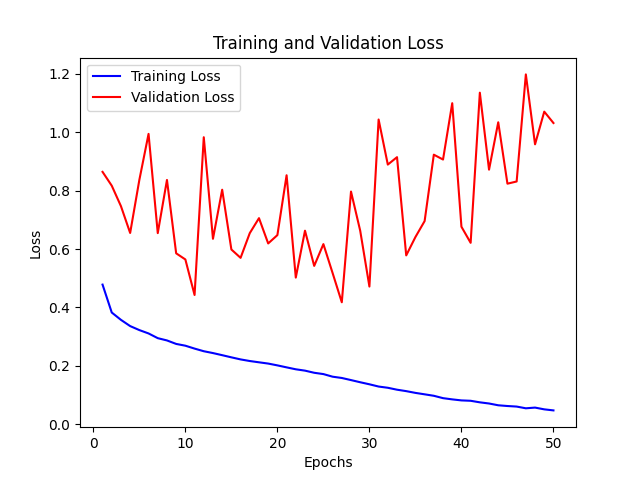 Training and Validation Loss
Training Loss
Validation Loss
1.2
1.0
0.8
0.6
0.4
0.2
0.0
Loss
0 10 20 30 40 50
Epochs